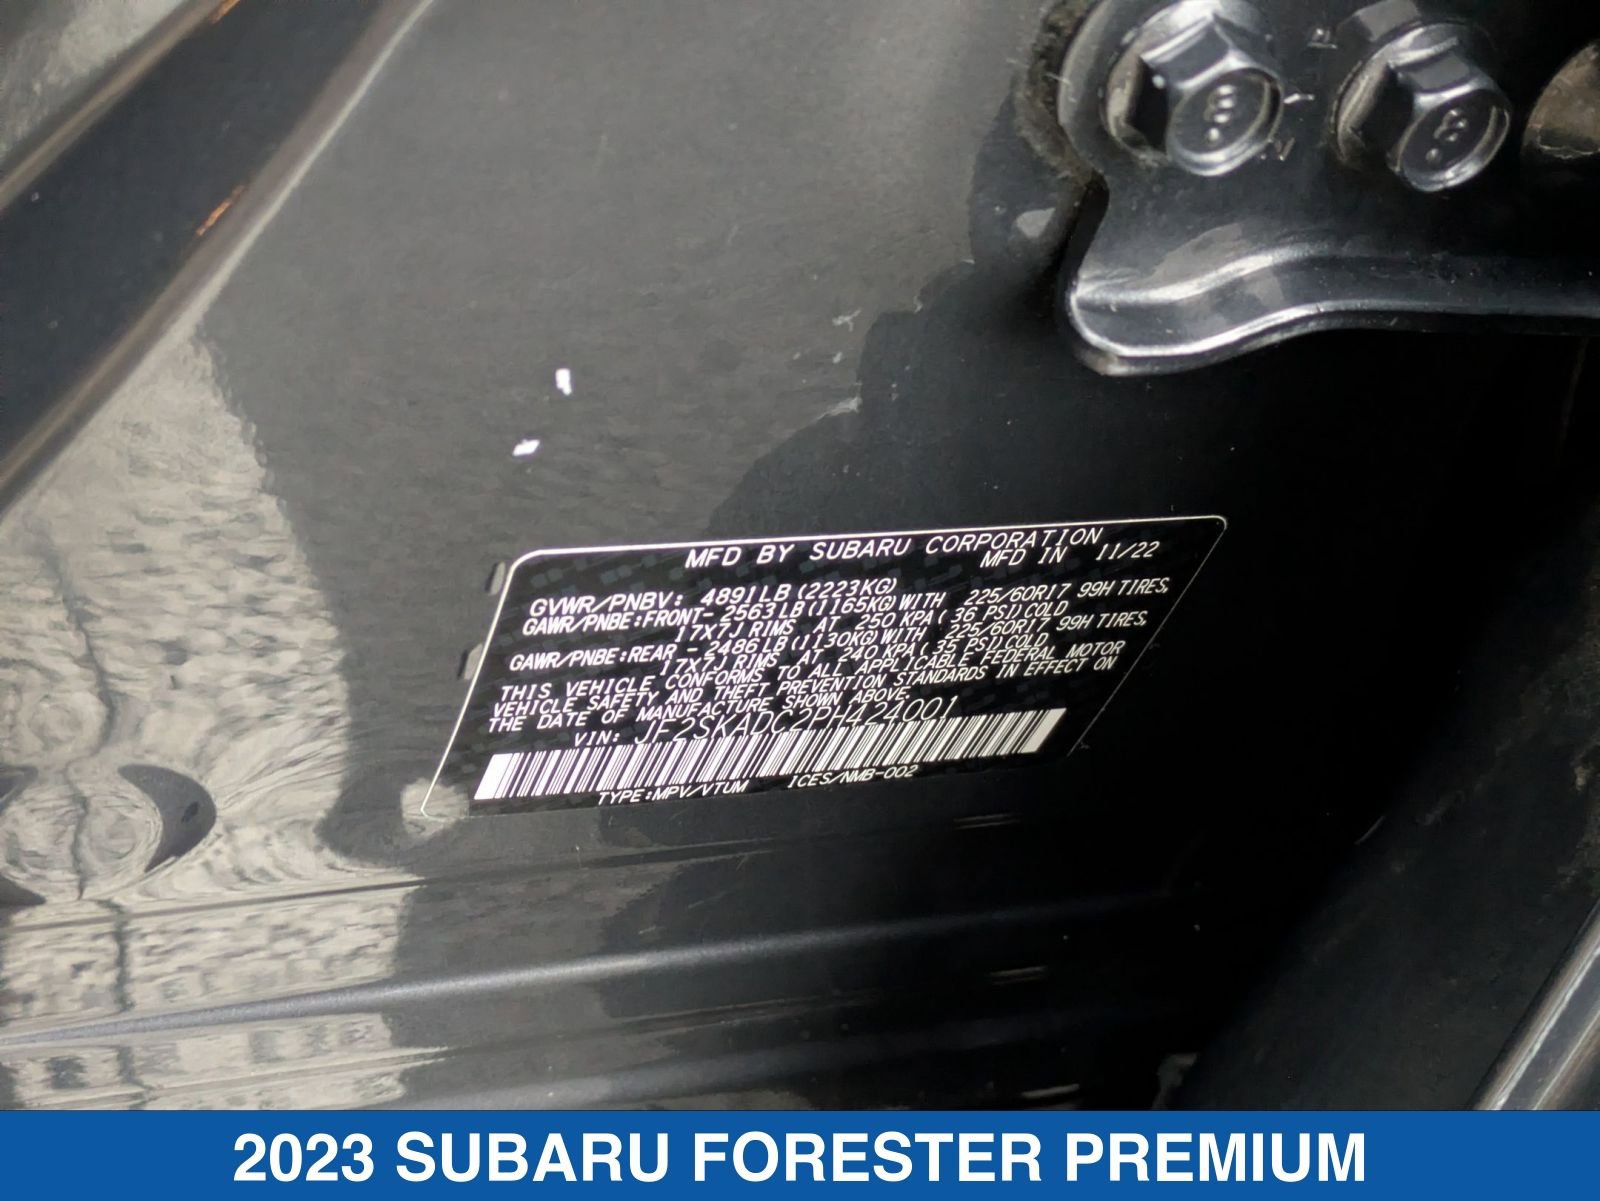 MFD BY SUBARU CORPORATION
MFD IN 11/22
GVWR/PNBV: 4891LB(2223KG)
GAWR/PNBE:FRONT- 2563LB(1165KG)WITH 225/60R17 99H TIRES,
17X7J RIMS AT 250 KPA( 36 PSI)COLD
GAWR/PNBE:REAR - 2486LB(1130KG)WITH 225/60R17 99H TIRES,
17X7J RIMS AT 240 KPA( 35 PSI)COLD
THIS VEHICLE CONFORMS TO ALL APPLICABLE FEDERAL MOTOR
VEHICLE SAFETY AND THEFT PREVENTION STANDARDS IN EFFECT ON
THE DATE OF MANUFACTURE SHOWN ABOVE.
VIN: JF2SKADC2PH424001
TYPE:MPV/VTUM ICES/NMB-002
2023 SUBARU FORESTER PREMIUM